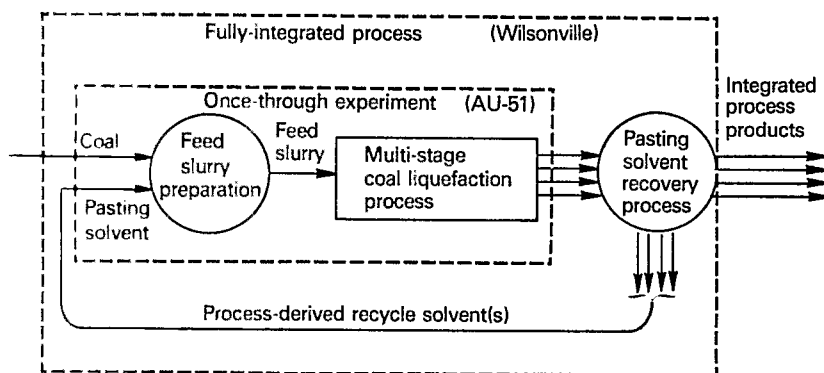 Fully-integrated process (Wilsonville)
Once-through experiment (AU-51)
Coal
Pasting
solvent
Feed
slurry
preparation
Feed
slurry
Multi-stage
coal liquefaction
process
Pasting
solvent
recovery
process
Integrated
process
products
Process-derived recycle solvent(s)